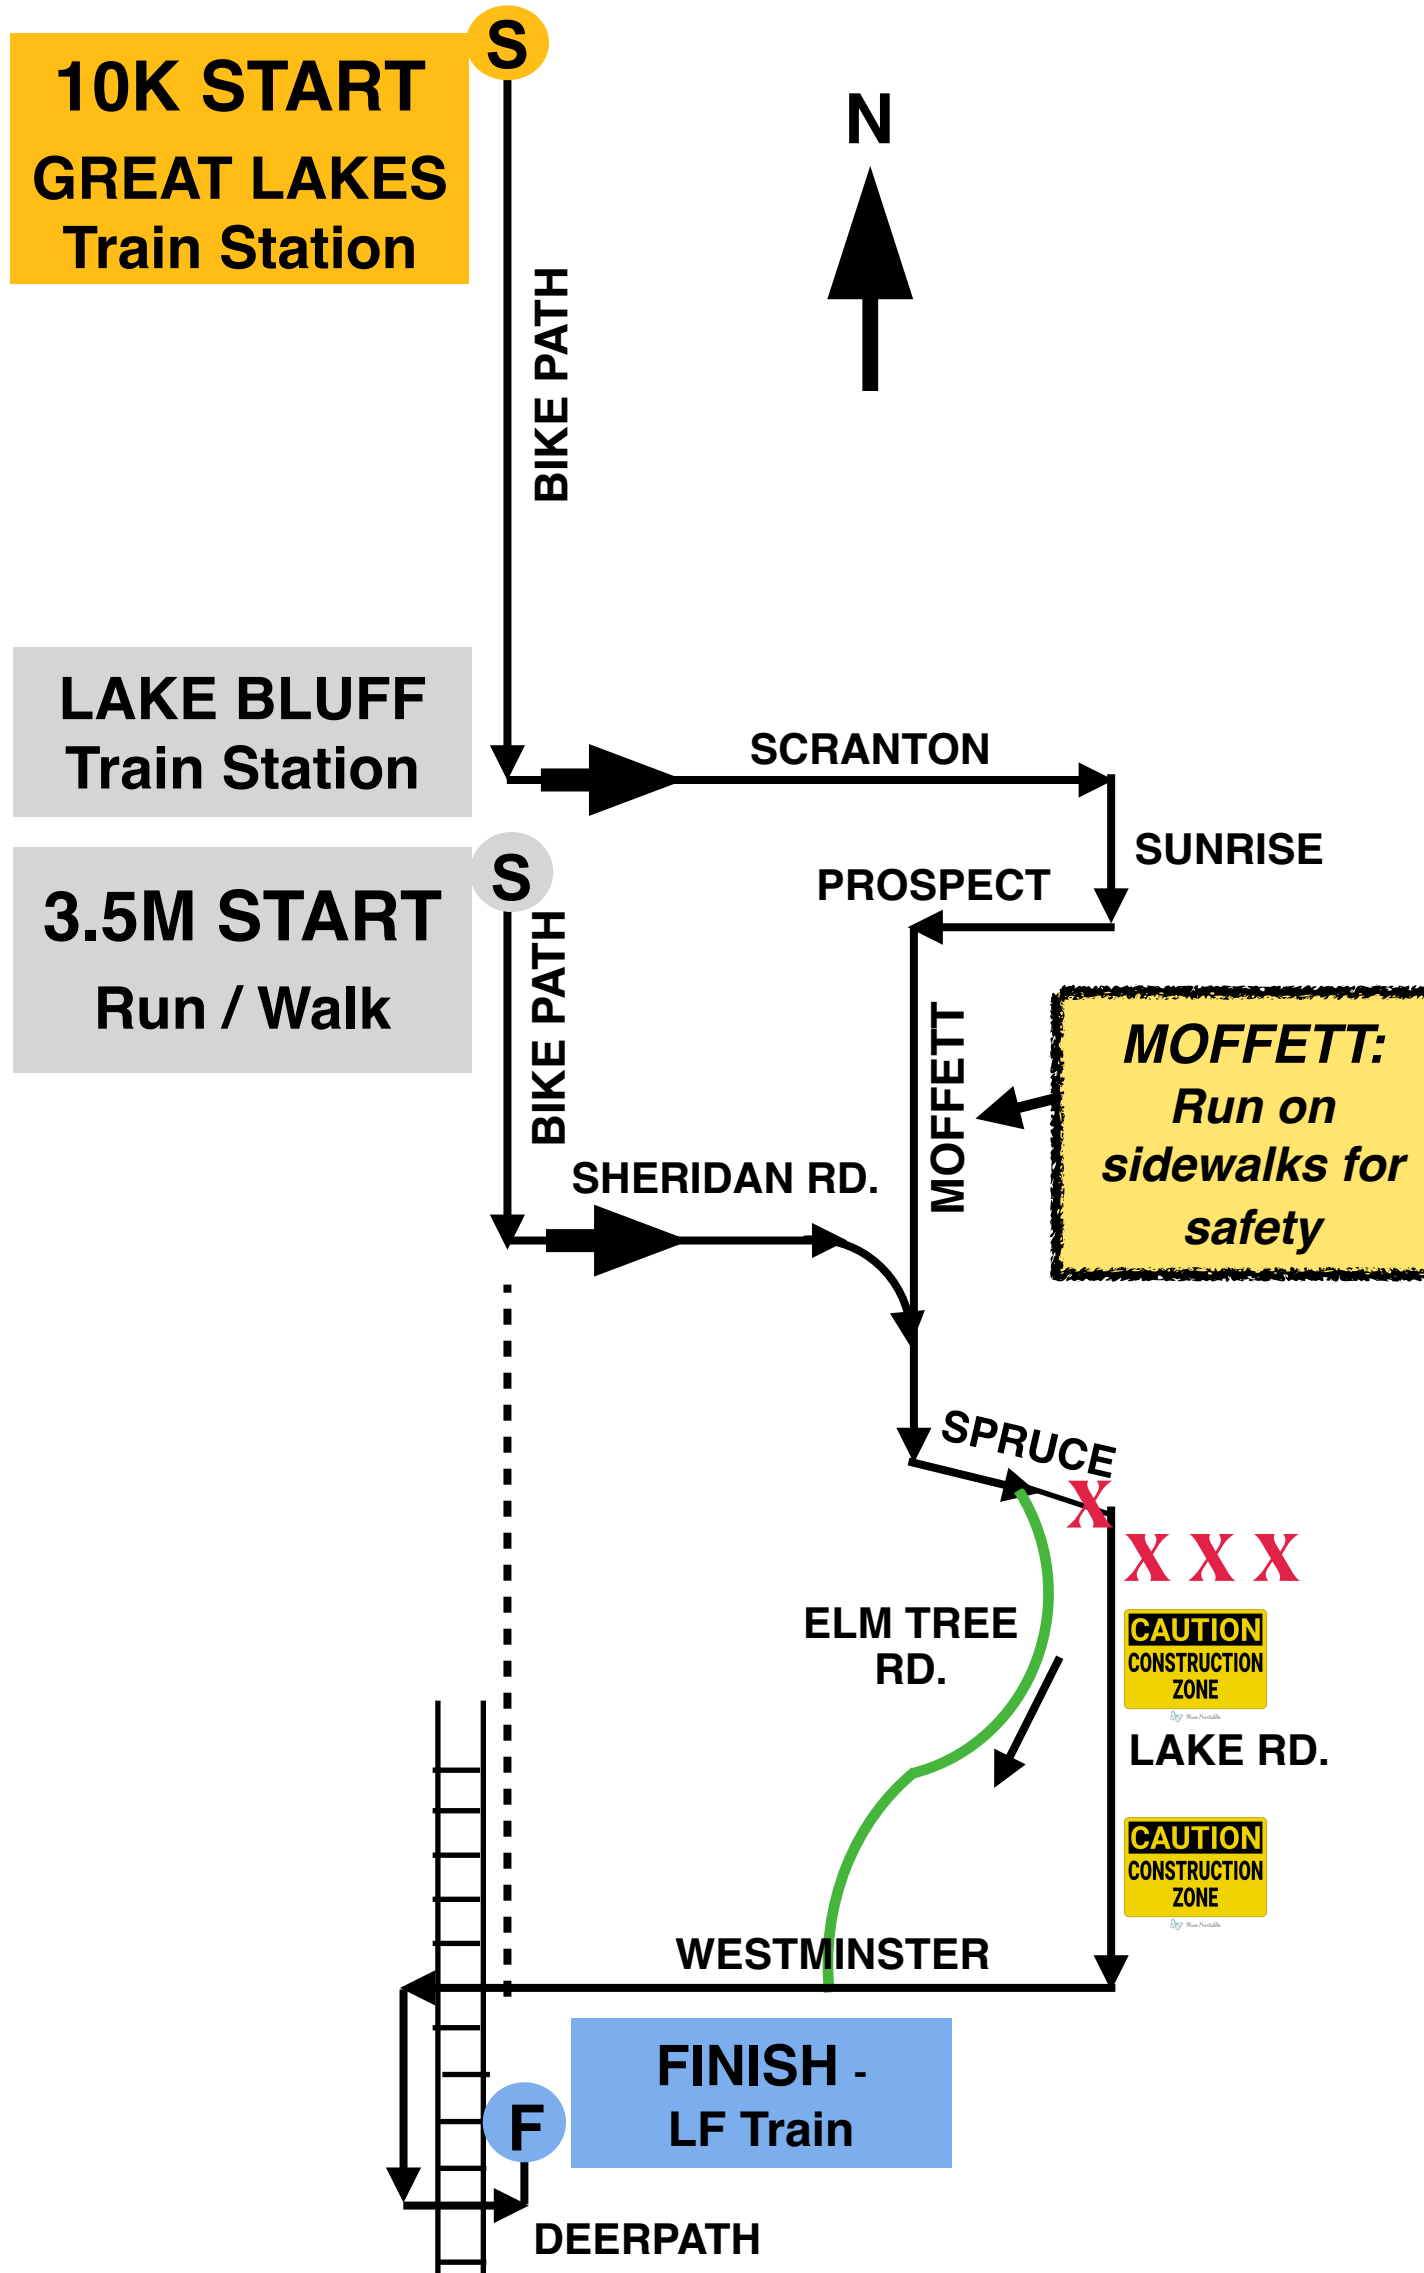 S
10K START
GREAT LAKES
Train Station
N
BIKE PATH
LAKE BLUFF
Train Station
SCRANTON
SUNRISE
PROSPECT
S
3.5M START
Run / Walk
BIKE PATH
MOFFETT
MOFFETT:
Run on
sidewalks for
safety
SHERIDAN RD.
SPRUCE
X
X X X
ELM TREE
RD.
CAUTION
CONSTRUCTION
ZONE
LAKE RD.
CAUTION
CONSTRUCTION
ZONE
WESTMINSTER
FINISH -
LF Train
F
DEERPATH